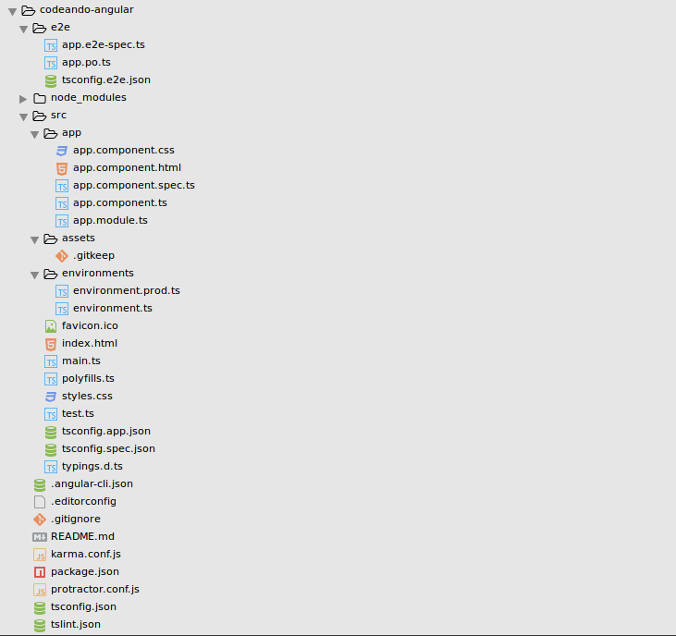 codeando-angular
e2e
app.e2e-spec.ts
app.po.ts
tsconfig.e2e.json
node_modules
src
app
app.component.css
app.component.html
app.component.spec.ts
app.component.ts
app.module.ts
assets
.gitkeep
environments
environment.prod.ts
environment.ts
favicon.ico
index.html
main.ts
polyfills.ts
styles.css
test.ts
tsconfig.app.json
tsconfig.spec.json
typings.d.ts
.angular-cli.json
.editorconfig
.gitignore
README.md
karma.conf.js
package.json
protractor.conf.js
tsconfig.json
tslint.json